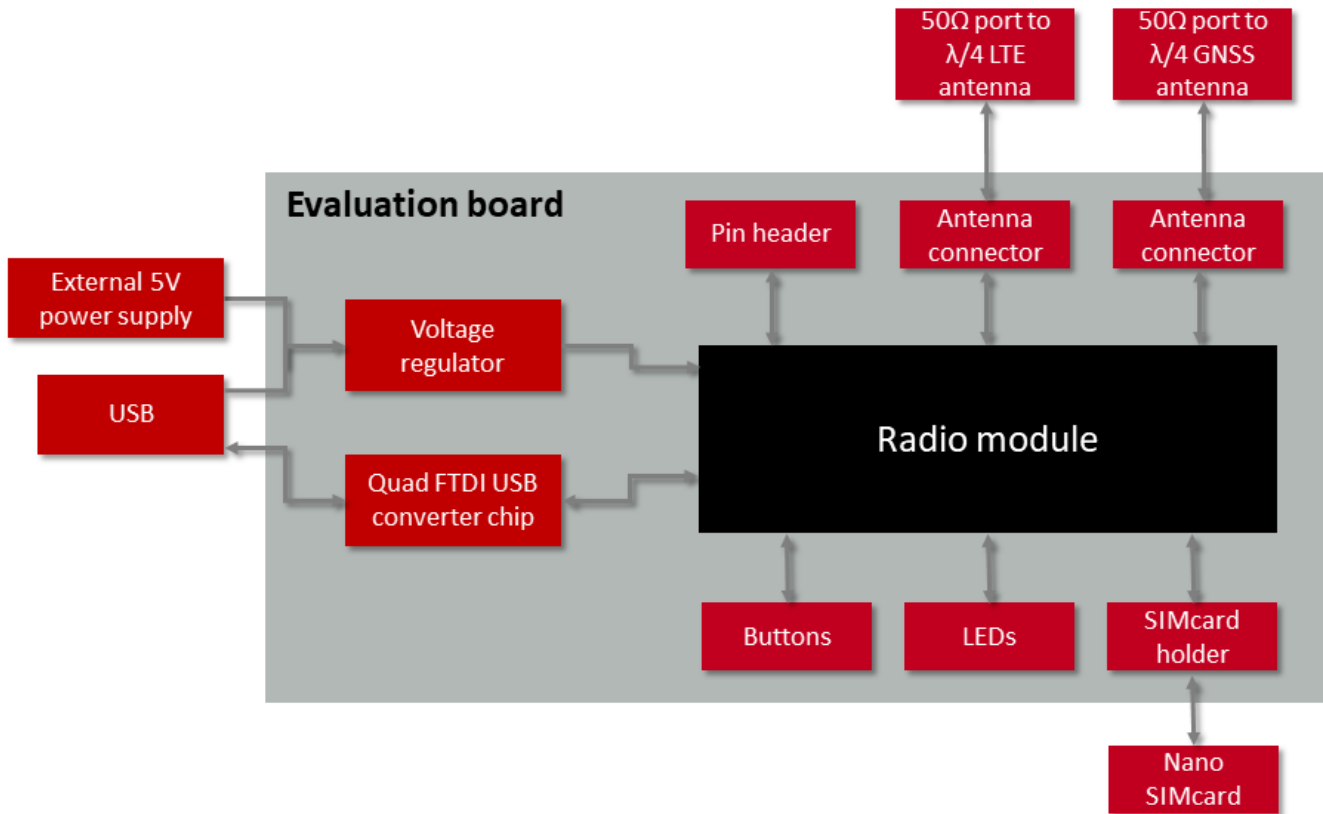 50Ω port to
λ/4 LTE
antenna
50Ω port to
λ/4 GNSS
antenna
Evaluation board
Pin header
Antenna
connector
Antenna
connector
External 5V
power supply
Voltage
regulator
USB
Radio module
Quad FTDI USB
converter chip
Buttons
LEDs
SIMcard
holder
Nano
SIMcard